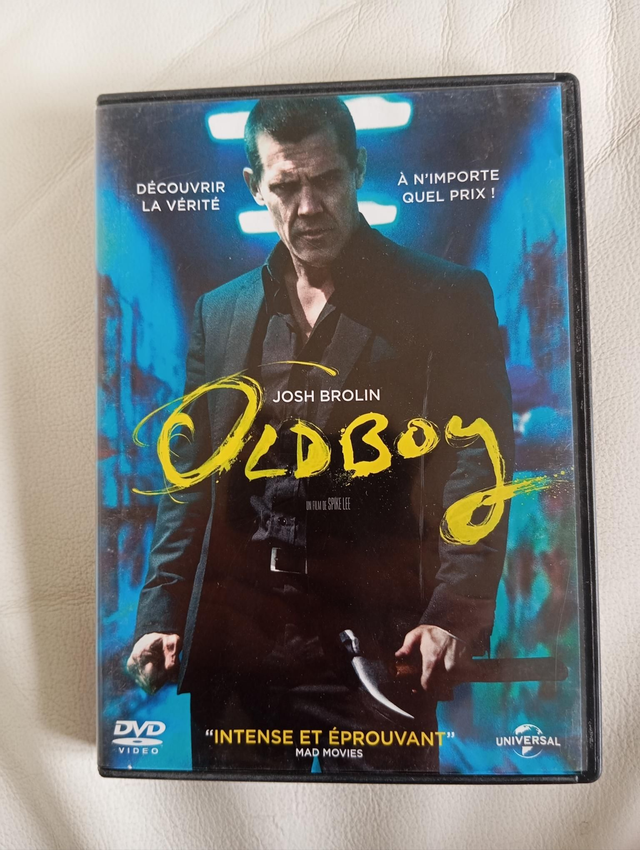 DÉCOUVRIR
LA VÉRITÉ
À N'IMPORTE
QUEL PRIX !
JOSH BROLIN
OLDBOY
UN FILM DE SPIKE LEE
"INTENSE ET ÉPROUVANT"
MAD MOVIES
DVD
VIDEO
UNIVERSAL